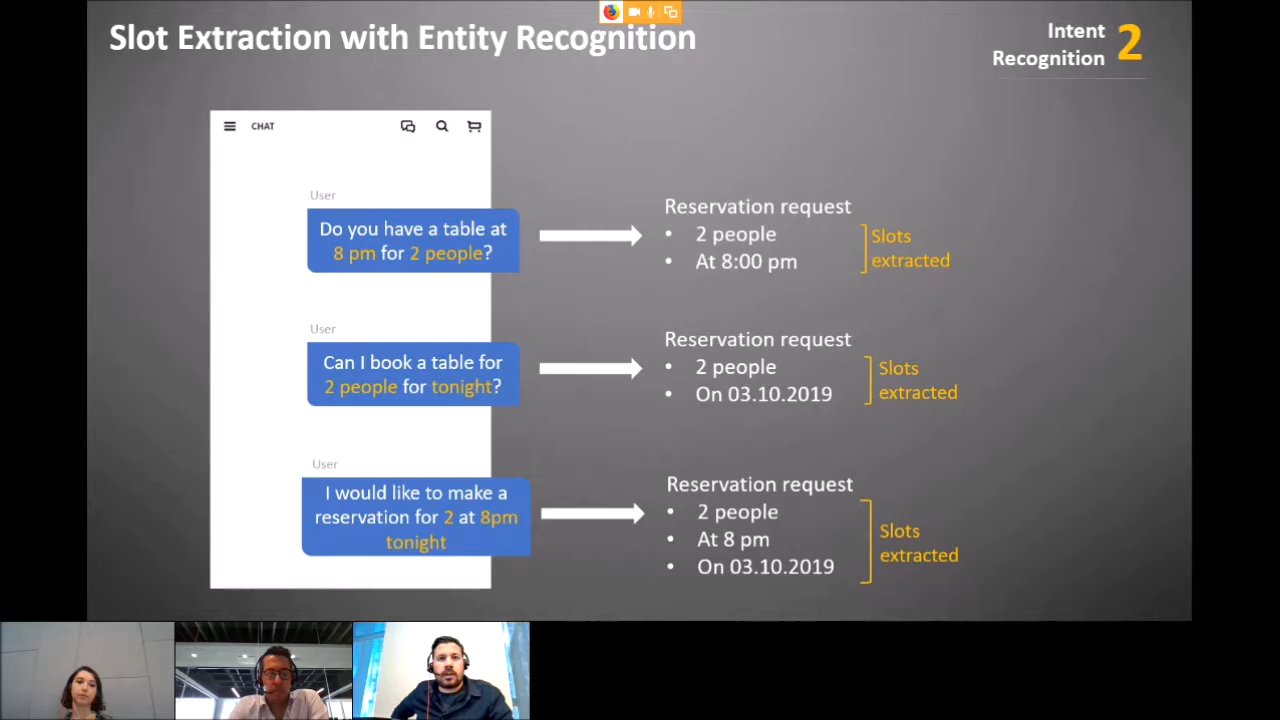 Slot Extraction with Entity Recognition
Intent
Recognition
2
CHAT
User
Do you have a table at
8 pm for 2 people?
Reservation request
• 2 people
• At 8:00 pm
Slots
extracted
User
Can I book a table for
2 people for tonight?
Reservation request
• 2 people
• On 03.10.2019
Slots
extracted
User
I would like to make a
reservation for 2 at 8pm
tonight
Reservation request
• 2 people
• At 8 pm
• On 03.10.2019
Slots
extracted